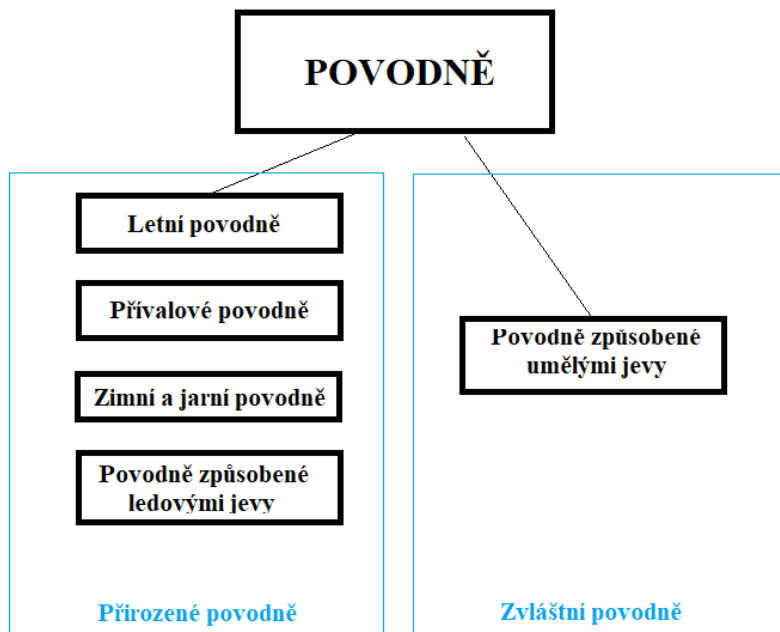 POVODNĚ
Letní povodně
Přívalové povodně
Zimní a jarní povodně
Povodně způsobené
ledovými jevy
Přirozené povodně
Povodně způsobené
umělými jevy
Zvláštní povodně